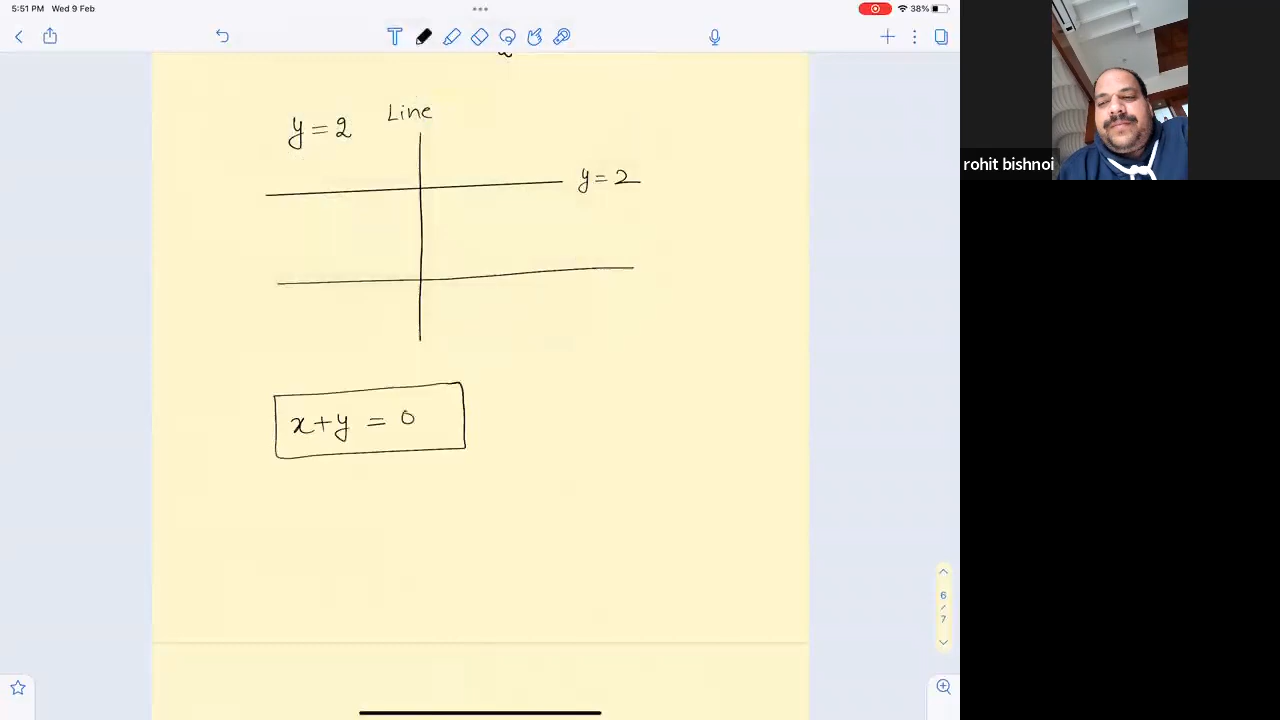 5:51 PM Wed 9 Feb
38%
T
Line
y = 2
y = 2
rohit bishnoi
x+y = 0
6
/
7